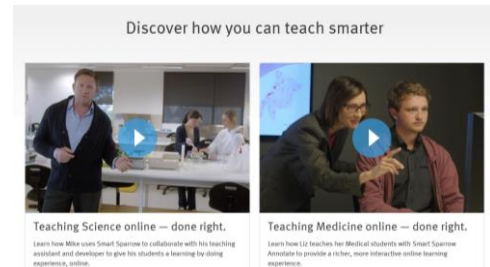 Discover how you can teach smarter
Teaching Science online — done right.
Learn how Mike uses Smart Sparrow to collaborate with his teaching
assistant and developer to give his students a learning-by-doing
experience, online.
Teaching Medicine online — done right.
Learn how Liz teaches her Medical students with Smart Sparrow
Annotate to provide a richer, more interactive online learning
experience.